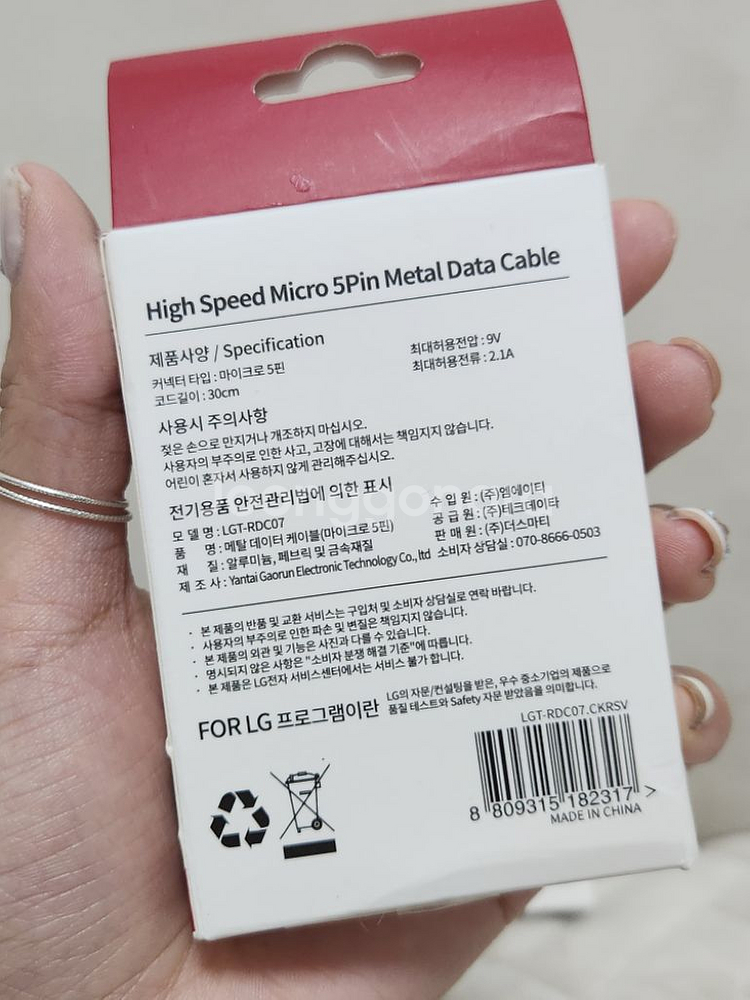 High Speed Micro 5Pin Metal Data Cable
제품사양 / Specification
커넥터 타입 : 마이크로 5핀
코드길이 : 30cm
최대허용전압 : 9V
최대허용전류 : 2.1A
사용시 주의사항
젖은 손으로 만지거나 개조하지 마십시오.
사용자의 부주의로 인한 사고, 고장에 대해서는 책임지지 않습니다.
어린이 혼자서 사용하지 않게 관리해주십시오.
전기용품 안전관리법에 의한 표시
모 델 명 : LGT-RDC07
품 명 : 메탈 데이터 케이블(마이크로 5핀)
재 질 : 알루미늄, 페브릭 및 금속재질
제 조 사 : Yantai Gaorun Electronic Technology Co., ltd
수 입 원 : (주)엠에이티
공 급 원 : (주)테크데이타
판 매 원 : (주)더스마티
소비자 상담실 : 070-8666-0503
· 본 제품의 반품 및 교환 서비스는 구입처 및 소비자 상담실로 연락 바랍니다.
· 사용자의 부주의로 인한 파손 및 변질은 책임지지 않습니다.
· 본 제품의 외관 및 기능은 사진과 다를 수 있습니다.
· 명시되지 않은 사항은 "소비자 분쟁 해결 기준"에 따릅니다.
· 본 제품은 LG전자 서비스센터에서는 서비스 불가 합니다.
FOR LG 프로그램이란
LG의 자문/컨설팅을 받은, 우수 중소기업의 제품으로
품질 테스트와 Safety 자문 받았음을 의미합니다.
LGT-RDC07.CKRSV
8 809315 182317 >
MADE IN CHINA